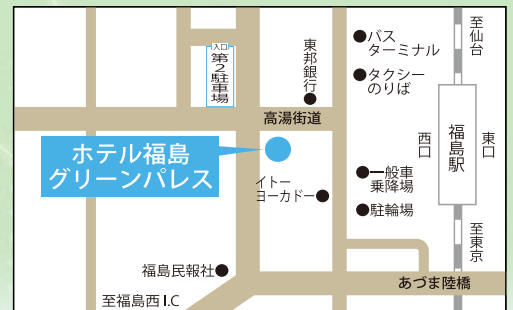 至仙台
バス
ターミナル
タクシー
のりば
入口
第2駐車場
東邦銀行
高湯街道
西口
福島駅
東口
ホテル福島
グリーンパレス
イトー
ヨーカドー
一般車
乗降場
駐輪場
至東京
福島民報社
あづま陸橋
至福島西I.C